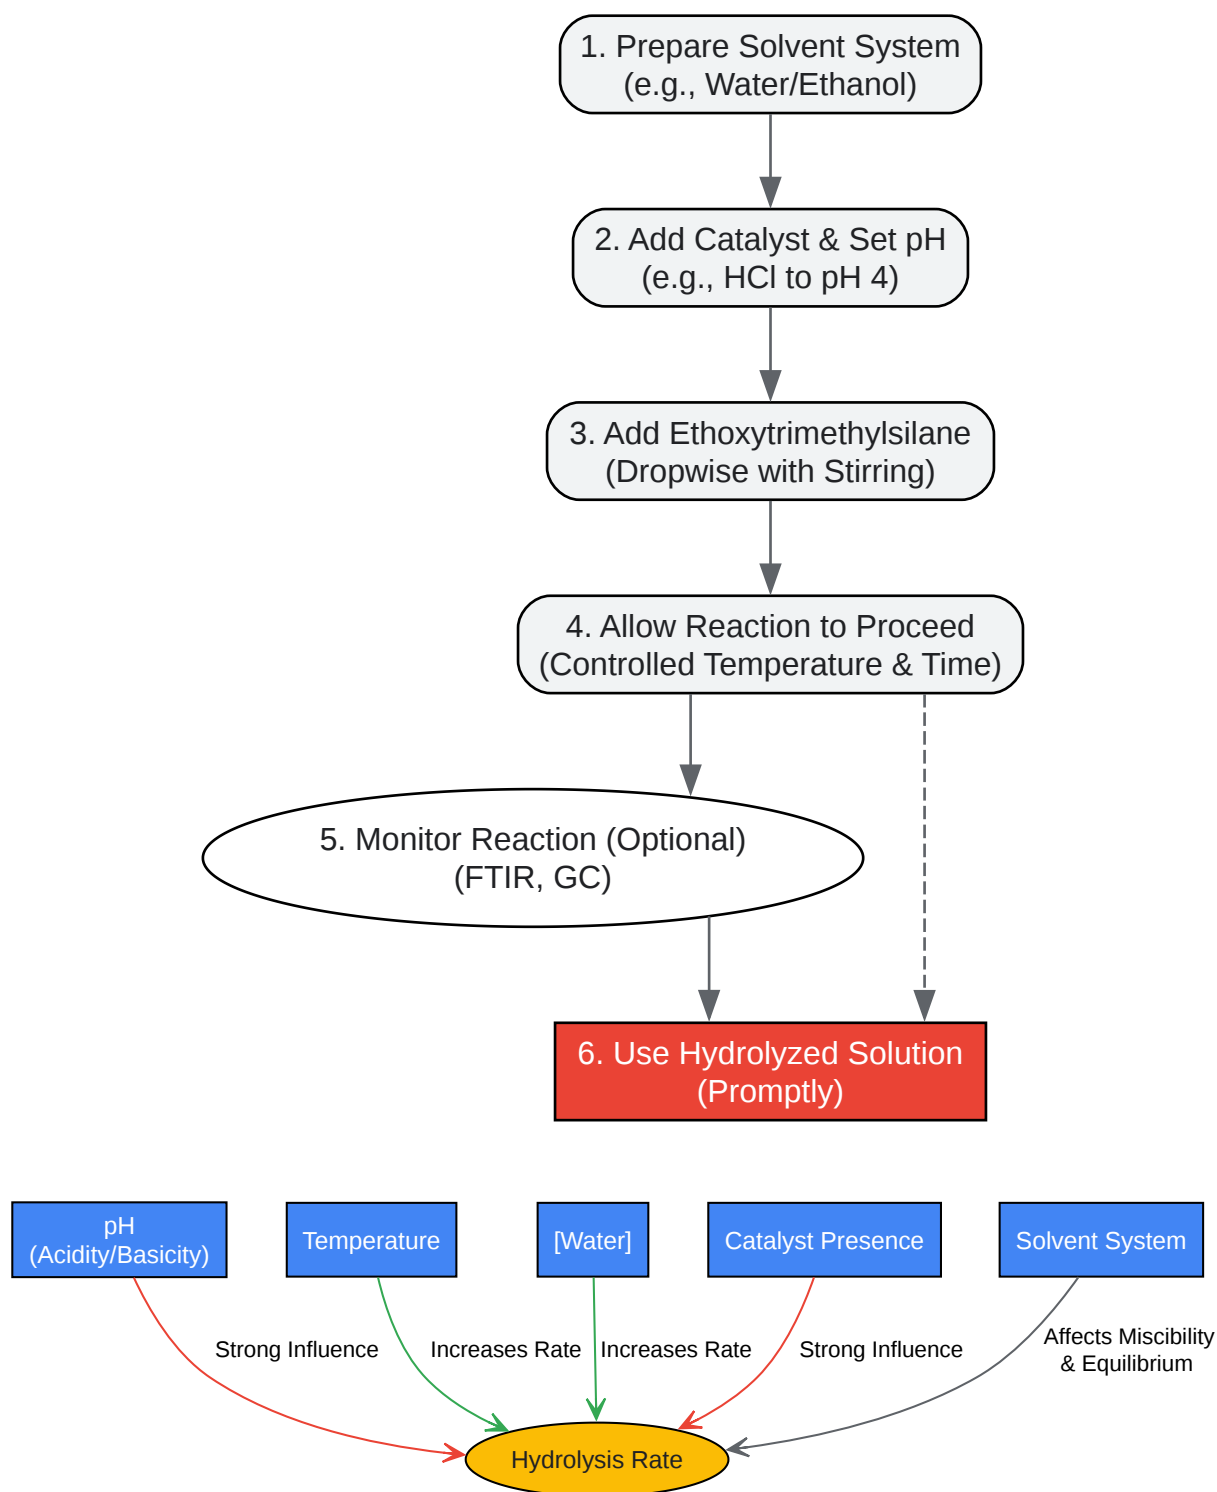 1. Prepare Solvent System
(e.g., Water/Ethanol)
2. Add Catalyst & Set pH
(e.g., HCl to pH 4)
3. Add Ethoxytrimethylsilane
(Dropwise with Stirring)
4. Allow Reaction to Proceed
(Controlled Temperature & Time)
5. Monitor Reaction (Optional)
(FTIR, GC)
6. Use Hydrolyzed Solution
(Promptly)
pH
(Acidity/Basicity)
Temperature
[Water]
Catalyst Presence
Solvent System
Strong Influence
Increases Rate
Increases Rate
Strong Influence
Affects Miscibility
& Equilibrium
Hydrolysis Rate